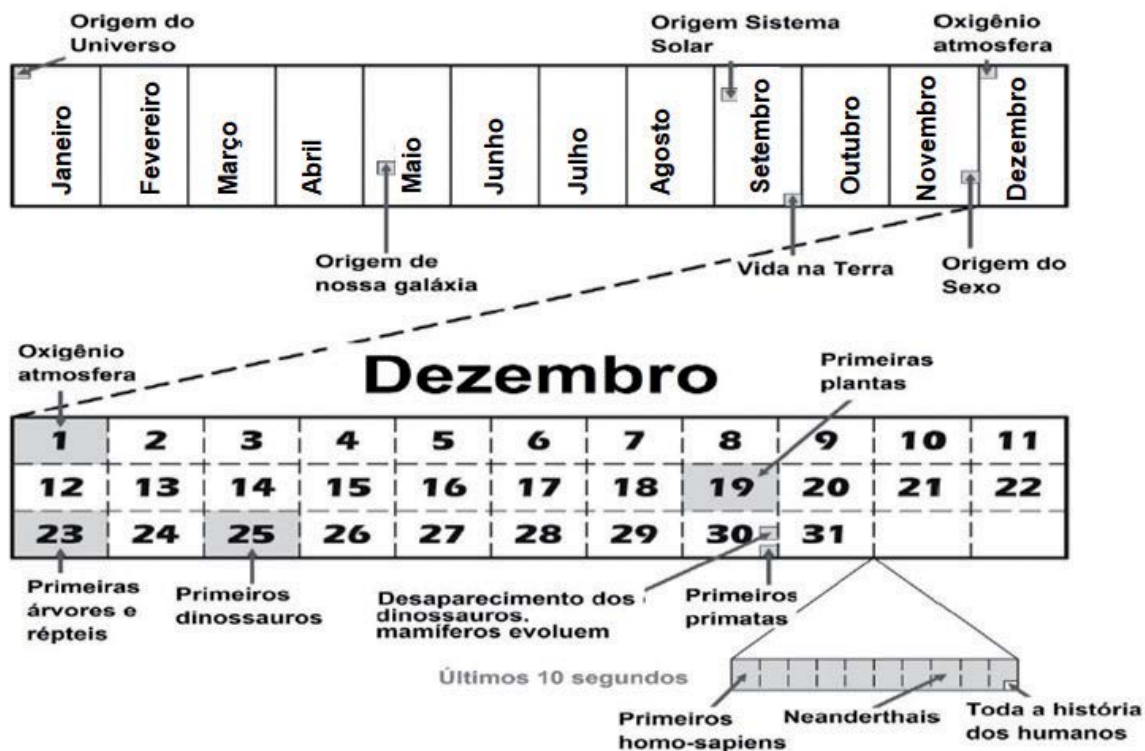 Origem do
Universo
Origem Sistema
Solar
Oxigênio
atmosfera
Janeiro
Fevereiro
Março
Abril
Maio
Junho
Julho
Agosto
Setembro
Outubro
Novembro
Dezembro
Origem de
nossa galáxia
Vida na Terra
Origem do
Sexo
Oxigênio
atmosfera
Dezembro
Primeiras
plantas
1 2 3 4 5 6 7 8 9 10 11
12 13 14 15 16 17 18 19 20 21 22
23 24 25 26 27 28 29 30 31
Primeiras
árvores e
répteis
Primeiros
dinossauros
Desaparecimento dos
dinossauros.
mamíferos evoluem
Primeiros
primatas
Últimos 10 segundos
Primeiros
homo-sapiens
Neanderthais
Toda a história
dos humanos